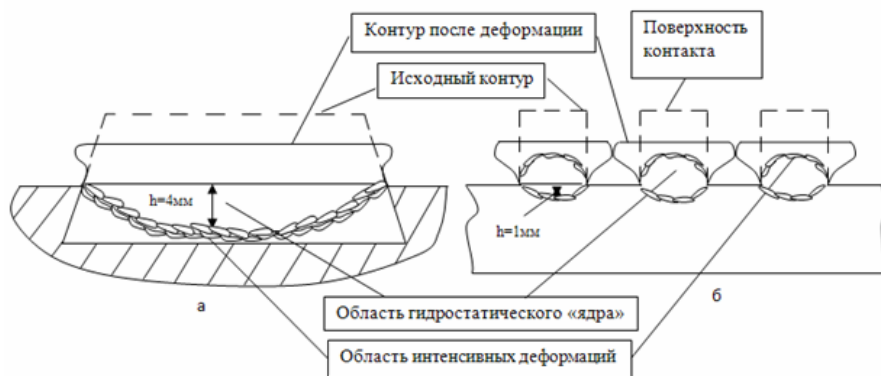 Контур после деформации
Поверхность
контакта
Исходный контур
h=4мм
h=1мм
а
б
Область гидростатического «ядра»
Область интенсивных деформаций